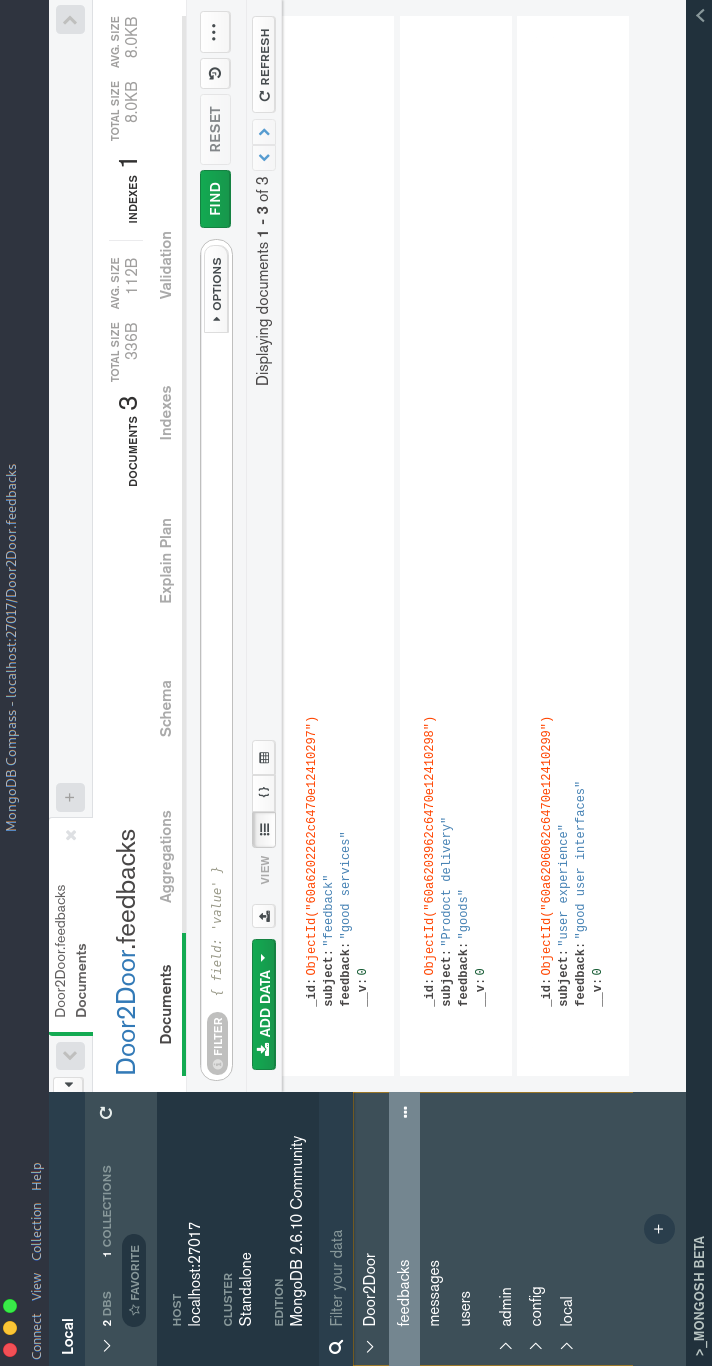 MongoDB Compass - localhost:27017/Door2Door.feedbacks
Connect View Collection Help
Local
2 DBS 1 COLLECTIONS
FAVORITE
HOST
localhost:27017
CLUSTER
Standalone
EDITION
MongoDB 2.6.10 Community
Filter your data
Door2Door
feedbacks
messages
users
admin
config
local
Door2Door.feedbacks
Documents
Door2Door.feedbacks
DOCUMENTS 3 TOTAL SIZE 336B AVG. SIZE 112B INDEXES 1 TOTAL SIZE 8.0KB AVG. SIZE 8.0KB
Documents Aggregations Schema Explain Plan Indexes Validation
FILTER { field: 'value' } OPTIONS FIND RESET ...
ADD DATA VIEW {} Displaying documents 1 - 3 of 3 < > REFRESH
_id: ObjectId("60a6202262c6470e12410297")
subject: "feedback"
feedback: "good services"
__v: 0
_id: ObjectId("60a6203962c6470e12410298")
subject: "Prodoct delivery"
feedback: "goods"
__v: 0
_id: ObjectId("60a6206062c6470e12410299")
subject: "user experience"
feedback: "good user interfaces"
__v: 0
>_MONGOSH BETA